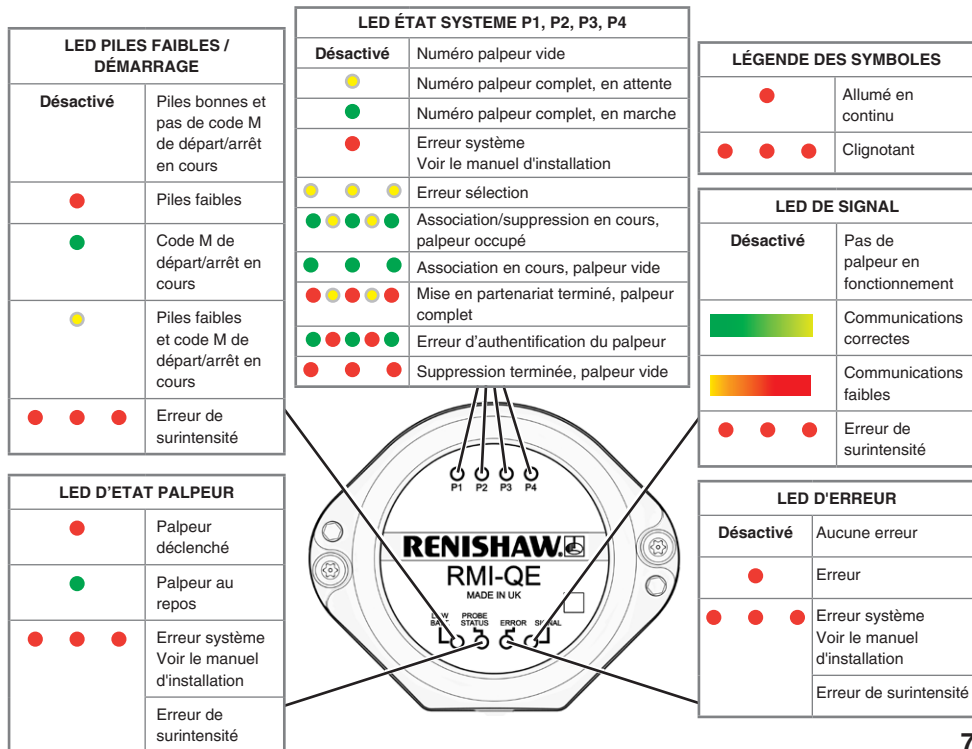 LED PILES FAIBLES /
DÉMARRAGE
Désactivé
Piles bonnes et
pas de code M
de départ/arrêt
en cours
Piles faibles
Code M de
départ/arrêt en
cours
Piles faibles
et code M de
départ/arrêt en
cours
Erreur de
surintensité
LED D'ETAT PALPEUR
Palpeur
déclenché
Palpeur au
repos
Erreur système
Voir le manuel
d'installation
Erreur de
surintensité
LED ÉTAT SYSTEME P1, P2, P3, P4
Désactivé
Numéro palpeur vide
Numéro palpeur complet, en attente
Numéro palpeur complet, en marche
Erreur système
Voir le manuel d'installation
Erreur sélection
Association/suppression en cours,
palpeur occupé
Association en cours, palpeur vide
Mise en partenariat terminé, palpeur
complet
Erreur d'authentification du palpeur
Suppression terminée, palpeur vide
P1 P2 P3 P4
RENISHAW.
RMI-QE
MADE IN UK
LOW
BATT.
PROBE
STATUS
ERROR
SIGNAL
LÉGENDE DES SYMBOLES
Allumé en
continu
Clignotant
LED DE SIGNAL
Désactivé
Pas de
palpeur en
fonctionnement
Communications
correctes
Communications
faibles
Erreur de
surintensité
LED D'ERREUR
Désactivé
Aucune erreur
Erreur
Erreur système
Voir le manuel
d'installation
Erreur de surintensité
7